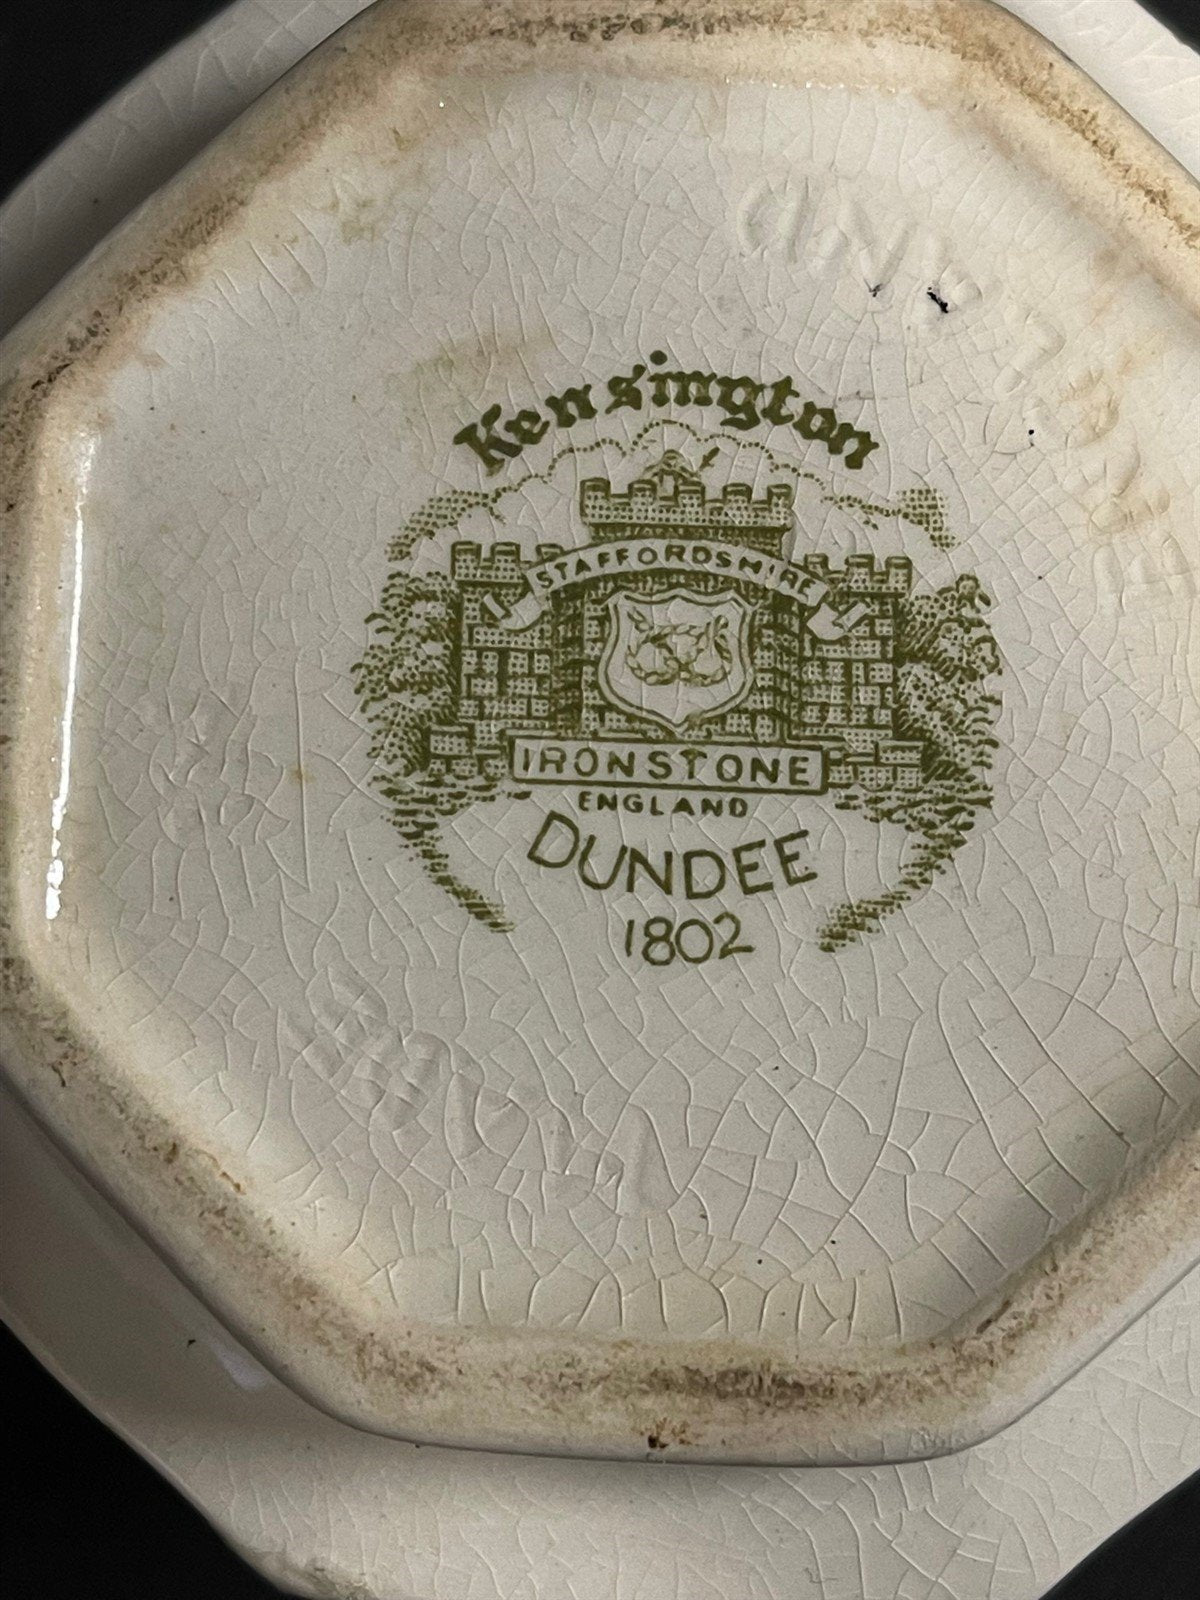 Kensington
STAFFORDSHIRE
IRONSTONE
ENGLAND
DUNDEE
1802